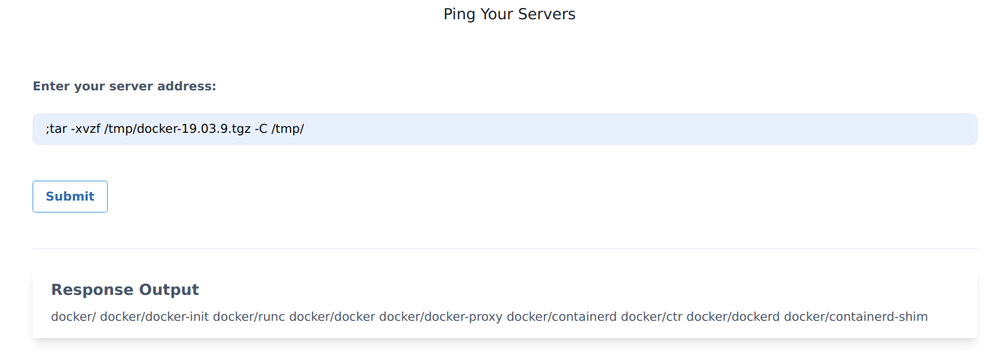 Ping Your Servers
Enter your server address:
;tar -xvzf /tmp/docker-19.03.9.tgz -C /tmp/
Submit
Response Output
docker/ docker/docker-init docker/runc docker/docker docker/docker-proxy docker/containerd docker/ctr docker/dockerd docker/containerd-shim